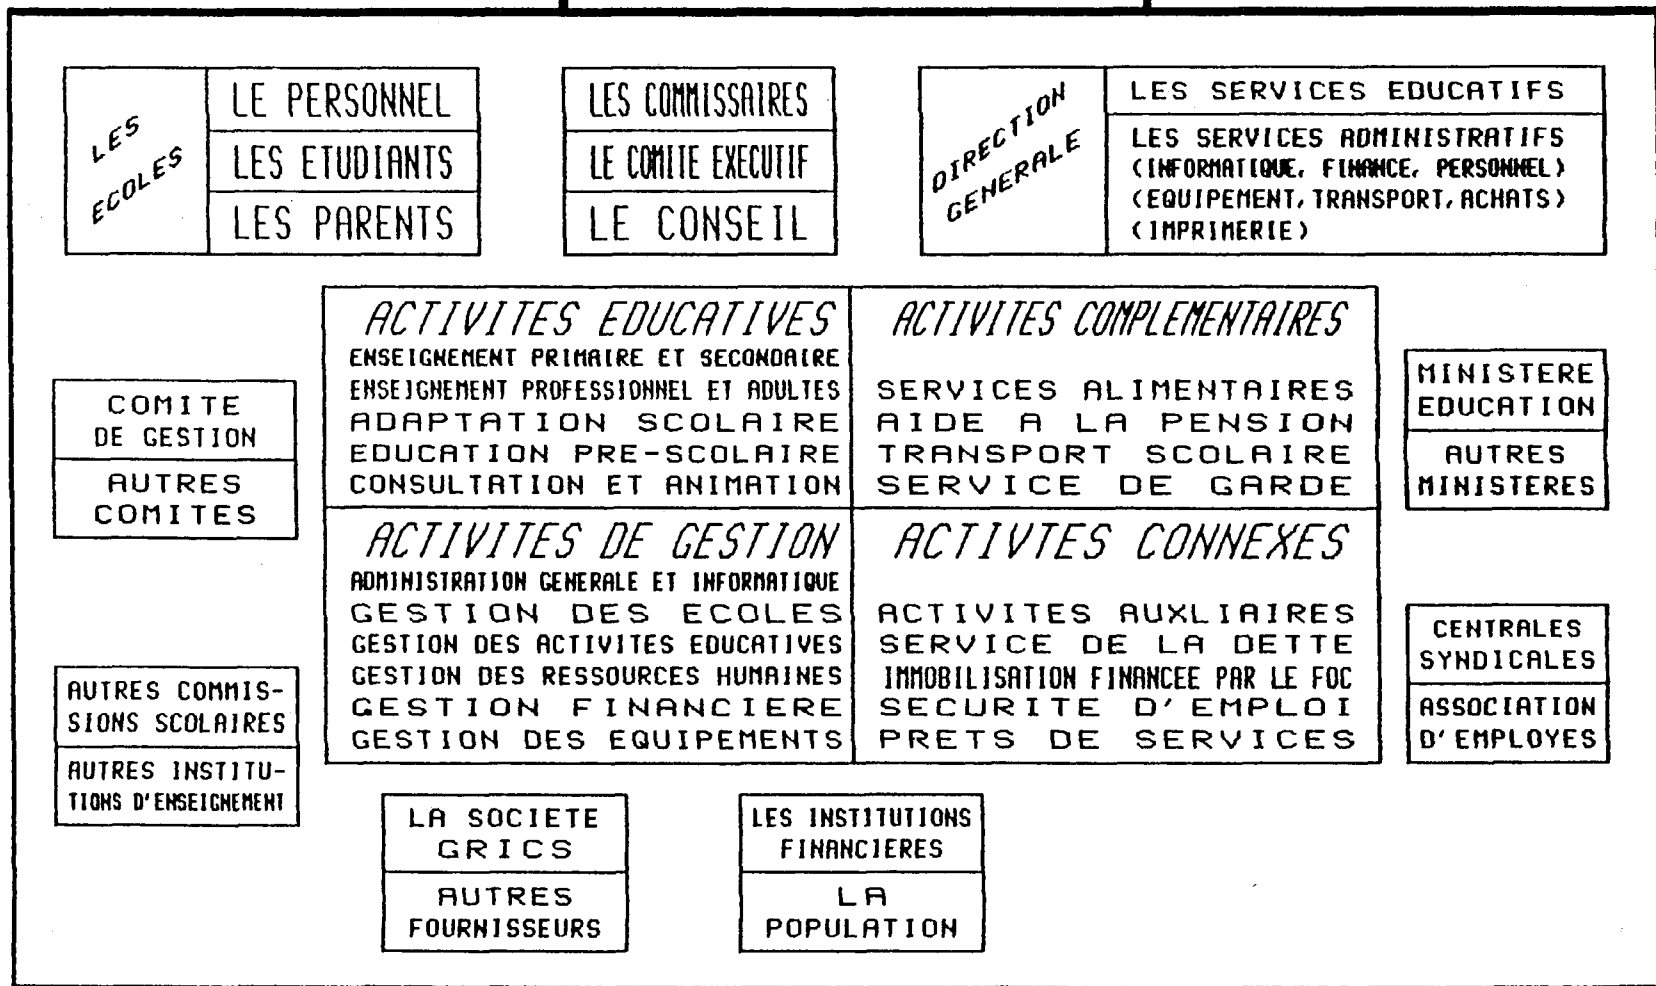 LES
ECOLES
LE PERSONNEL
LES ETUDIANTS
LES PARENTS
LES COMMISSAIRES
LE COMITE EXECUTIF
LE CONSEIL
DIRECTION
GENERALE
LES SERVICES EDUCATIFS
LES SERVICES ADMINISTRATIFS
(INFORMATIQUE, FINANCE, PERSONNEL)
(EQUIPEMENT, TRANSPORT, ACHATS)
(IMPRIMERIE)
ACTIVITES EDUCATIVES
ENSEIGNEMENT PRIMAIRE ET SECONDAIRE
ENSEIGNEMENT PROFESSIONNEL ET ADULTES
ADAPTATION SCOLAIRE
EDUCATION PRE-SCOLAIRE
CONSULTATION ET ANIMATION
ACTIVITES COMPLEMENTAIRES
SERVICES ALIMENTAIRES
AIDE A LA PENSION
TRANSPORT SCOLAIRE
SERVICE DE GARDE
COMITE
DE GESTION
AUTRES
COMITES
MINISTERE
EDUCATION
AUTRES
MINISTERES
ACTIVITES DE GESTION
ADMINISTRATION GENERALE ET INFORMATIQUE
GESTION DES ECOLES
GESTION DES ACTIVITES EDUCATIVES
GESTION DES RESSOURCES HUMAINES
GESTION FINANCIERE
GESTION DES EQUIPEMENTS
ACTIVTES CONNEXES
ACTIVITES AUXLIAIRES
SERVICE DE LA DETTE
IMMOBILISATION FINANCEE PAR LE FOC
SECURITE D'EMPLOI
PRETS DE SERVICES
AUTRES COMMIS-
SIONS SCOLAIRES
AUTRES INSTITU-
TIONS D'ENSEIGNEMENT
CENTRALES
SYNDICALES
ASSOCIATION
D'EMPLOYES
LA SOCIETE
GRICS
AUTRES
FOURNISSEURS
LES INSTITUTIONS
FINANCIERES
LA
POPULATION